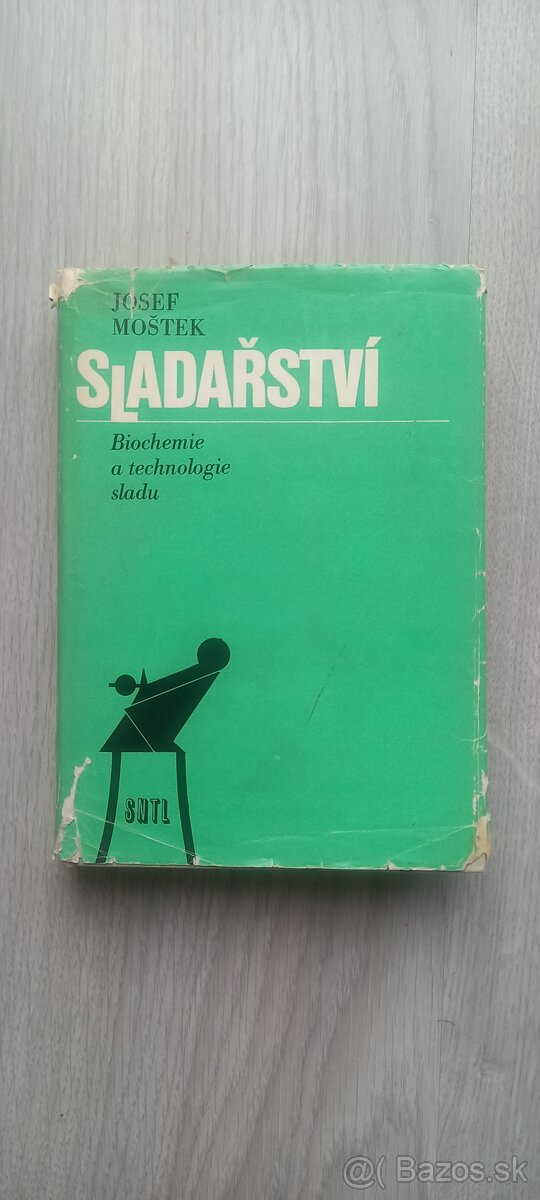 JOSEF
MOŠTEK
SLADAŘSTVÍ
Biochemie
a technologie
sladu
SNTL
@( Bazos.sk